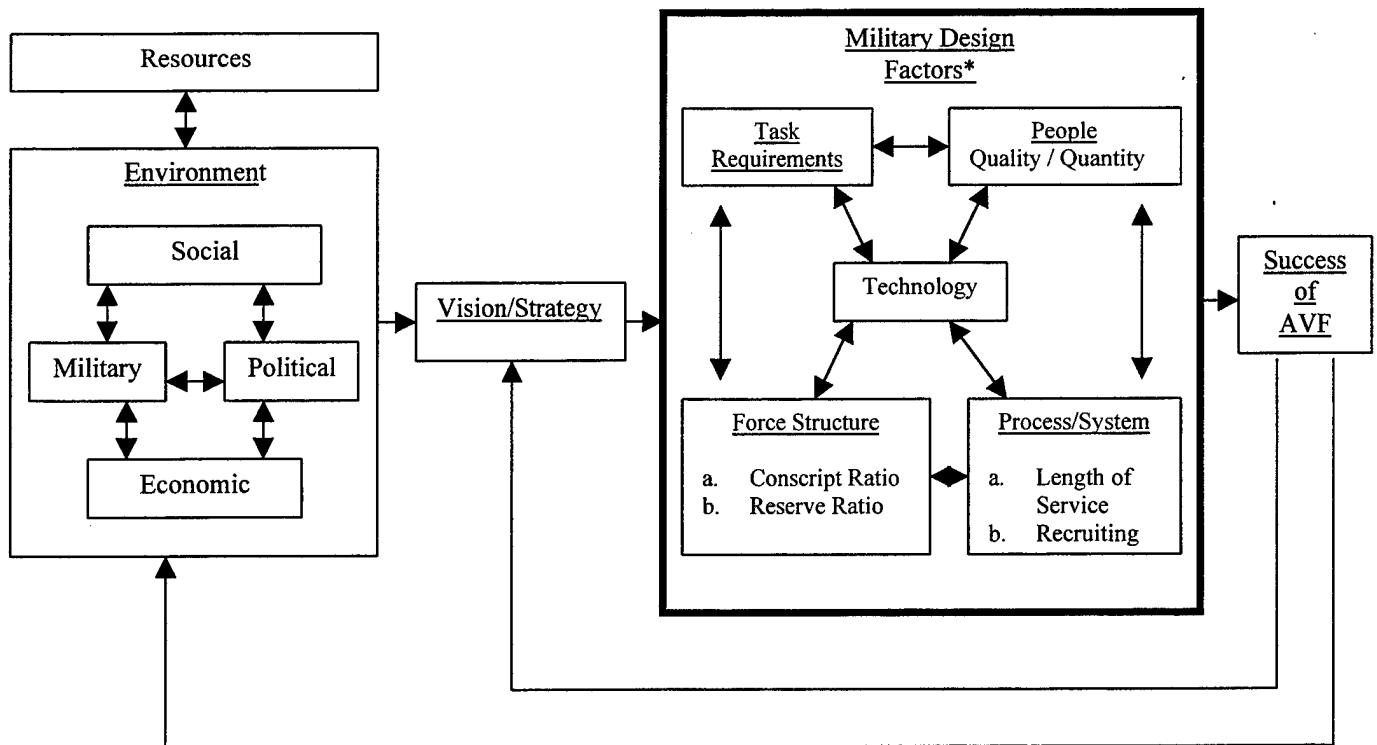 Resources
Environment
Social
Military
Political
Economic
Vision/Strategy
Military Design
Factors*
Task
Requirements
People
Quality / Quantity
Technology
Force Structure
a. Conscript Ratio
b. Reserve Ratio
Process/System
a. Length of
Service
b. Recruiting
Success
of
AVF